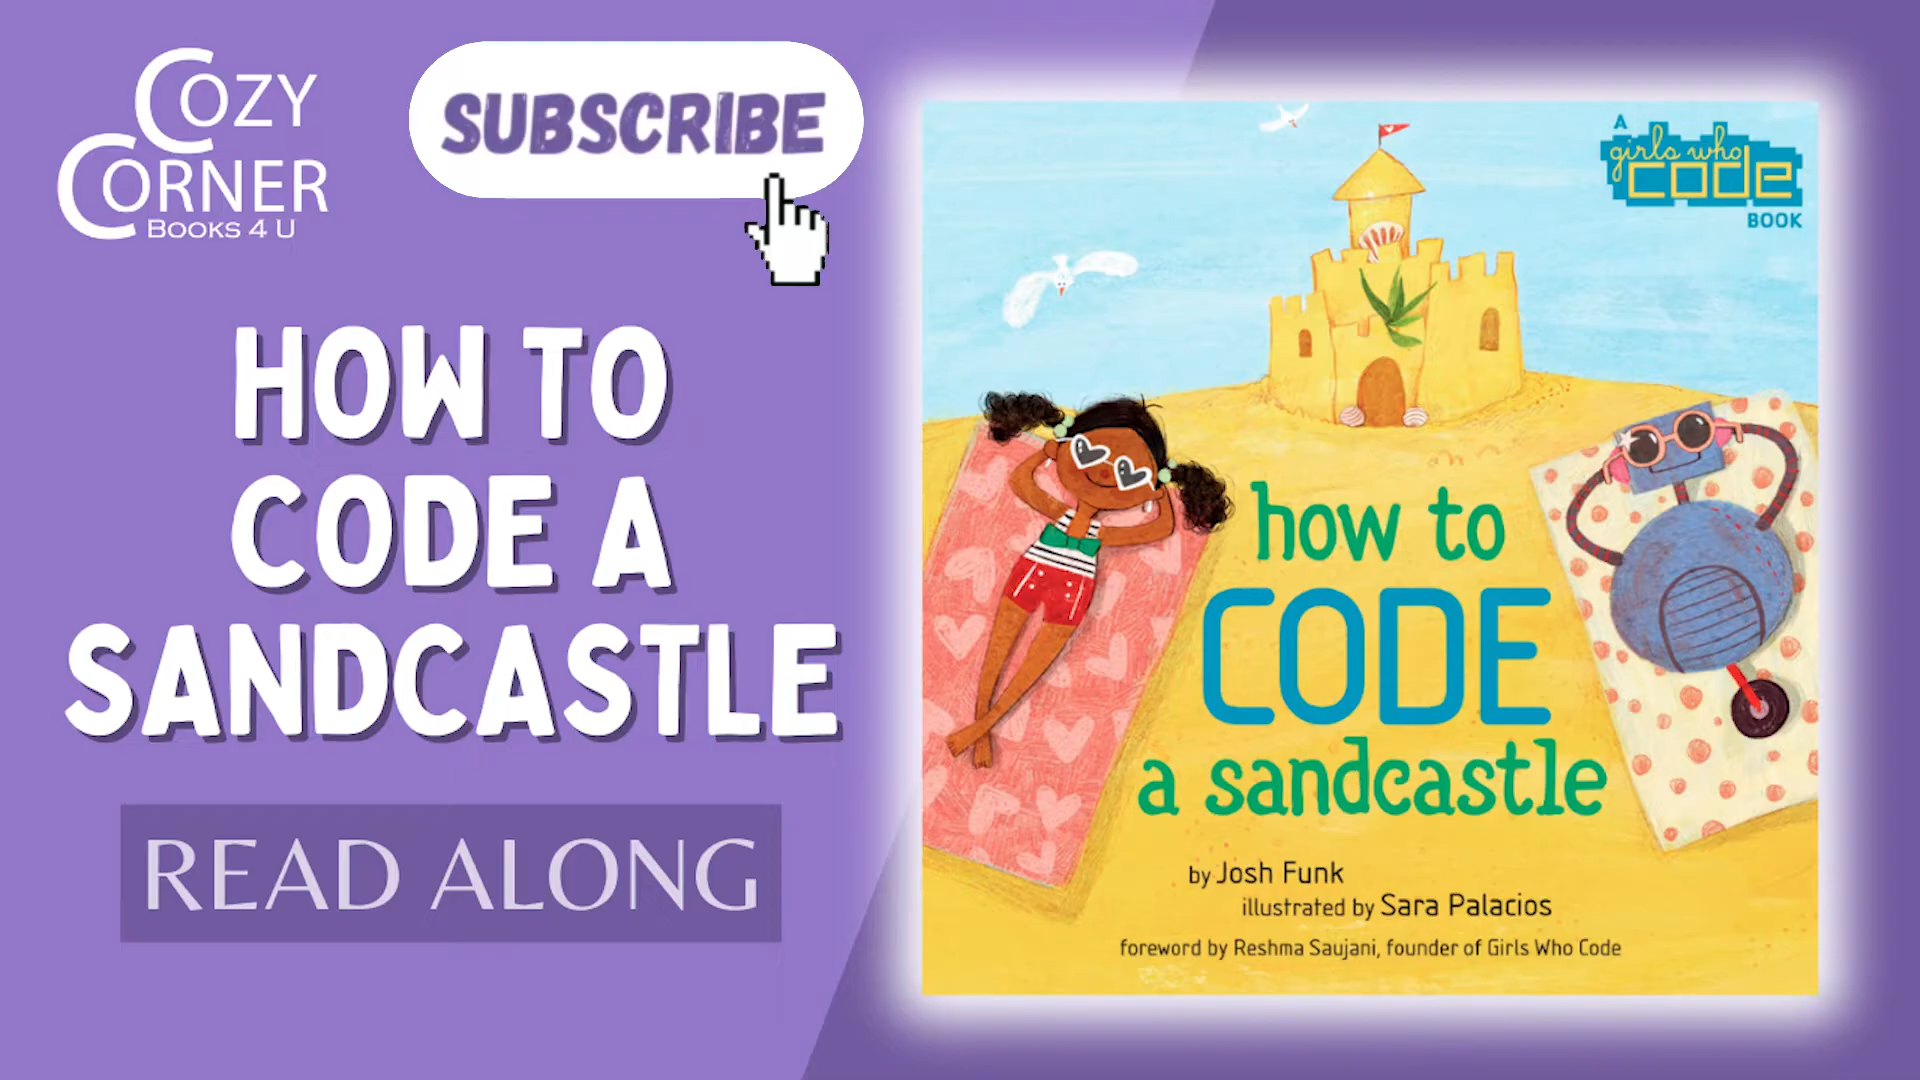 COZY
CORNER
BOOKS 4 U
SUBSCRIBE
HOW TO
CODE A
SANDCASTLE
READ ALONG
A
girls who
code
BOOK
how to
CODE
a sandcastle
by Josh Funk
illustrated by Sara Palacios
foreword by Reshma Saujani, founder of Girls Who Code